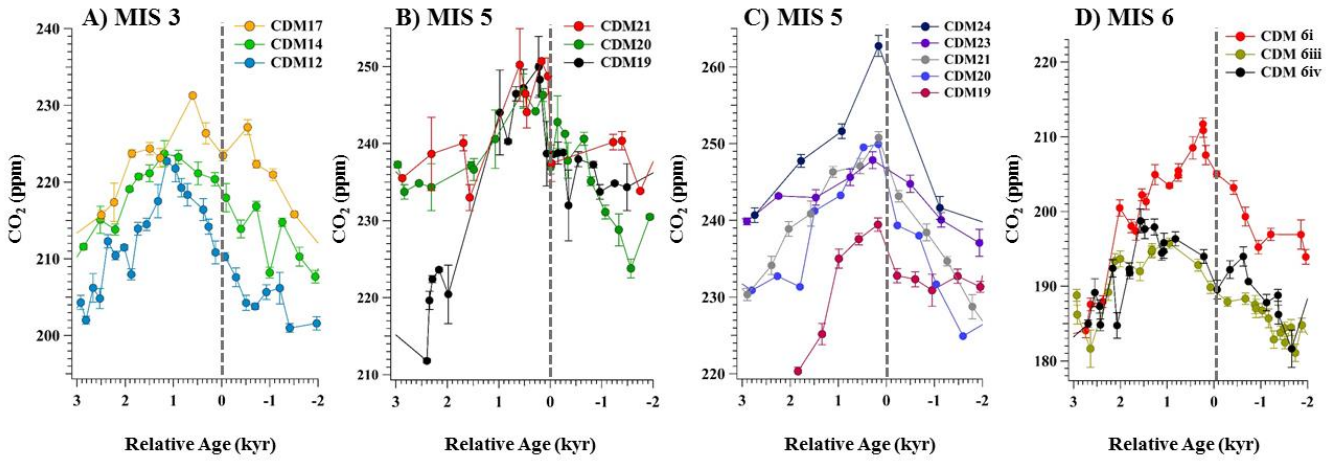 A) MIS 3
CDM17
CDM14
CDM12
CO₂ (ppm)
240
230
220
210
200
3 2 1 0 -1 -2
Relative Age (kyr)
B) MIS 5
CDM21
CDM20
CDM19
CO₂ (ppm)
250
240
230
220
210
3 2 1 0 -1 -2
Relative Age (kyr)
C) MIS 5
CDM24
CDM23
CDM21
CDM20
CDM19
CO₂ (ppm)
260
250
240
230
220
3 2 1 0 -1 -2
Relative Age (kyr)
D) MIS 6
CDM 6i
CDM 6iii
CDM 6iv
CO₂ (ppm)
220
210
200
190
180
3 2 1 0 -1 -2
Relative Age (kyr)